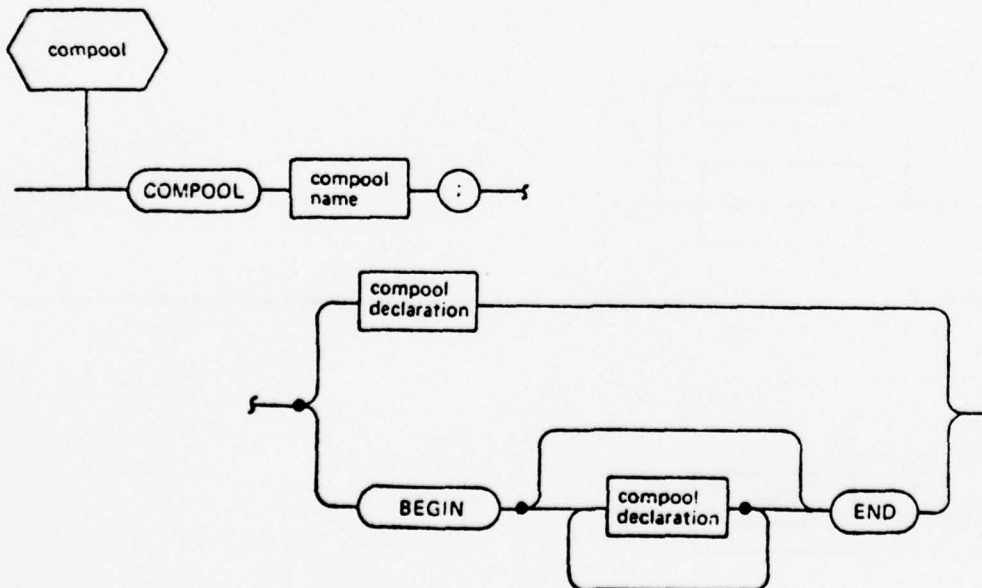 compool
COMPOOL
compool
name
;
compool
declaration
BEGIN
compool
declaration
END